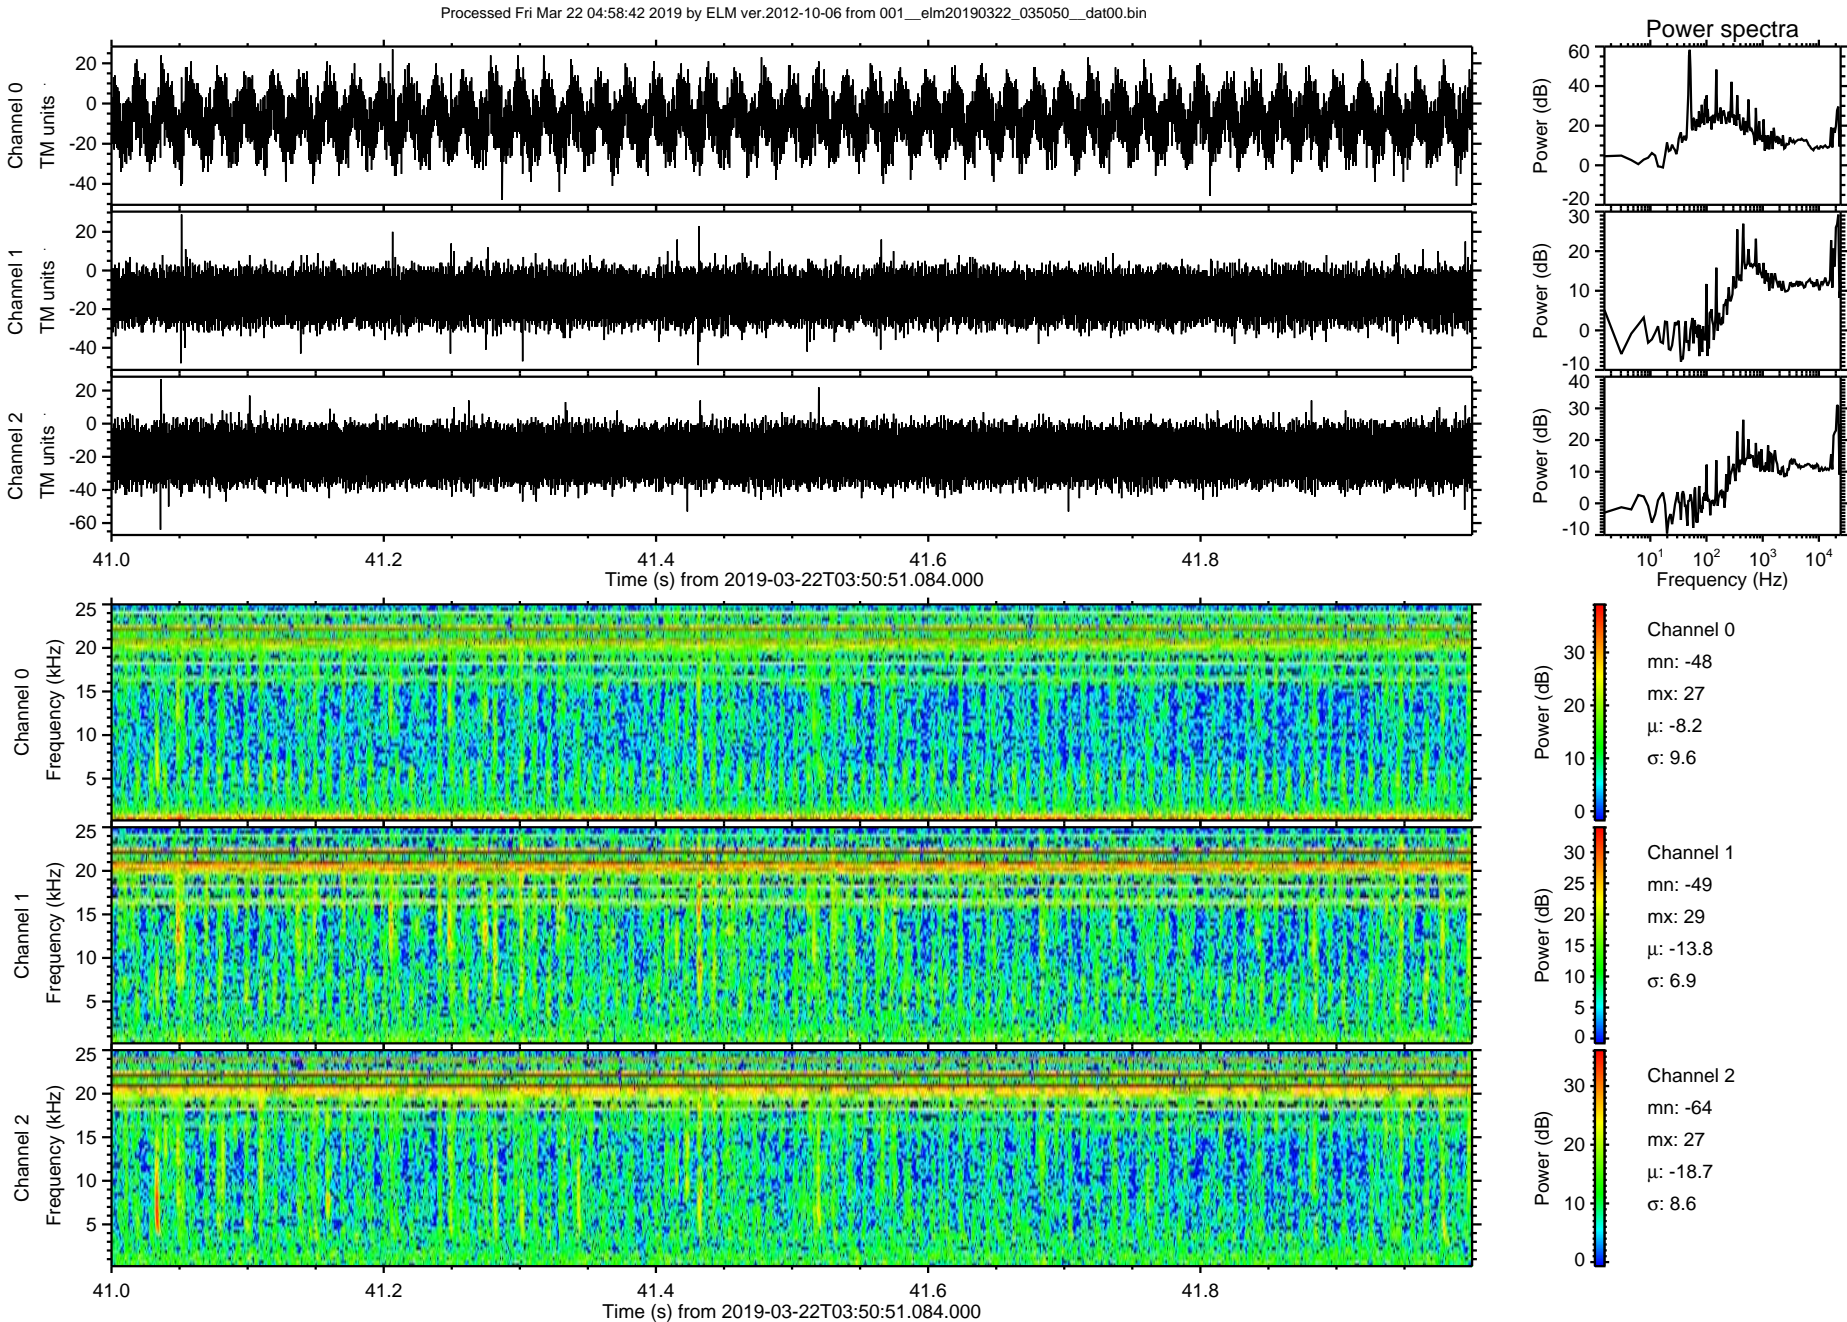 Processed Fri Mar 22 04:58:42 2019 by ELM ver.2012-10-06 from 001__elm20190322_035050__dat00.bin
Power spectra
Channel 0
TM units
20
0
-20
-40
Power (dB)
60
40
20
0
-20
Channel 1
TM units
20
0
-20
-40
Power (dB)
30
20
10
0
-10
Channel 2
TM units
20
0
-20
-40
-60
Power (dB)
40
30
20
10
0
-10
41.0 41.2 41.4 41.6 41.8
Time (s) from 2019-03-22T03:50:51.084.000
10¹ 10² 10³ 10⁴
Frequency (Hz)
Channel 0
Frequency (kHz)
25
20
15
10
5
Power (dB)
30
20
10
0
Channel 0
mn: -48
mx: 27
μ: -8.2
σ: 9.6
Channel 1
Frequency (kHz)
25
20
15
10
5
Power (dB)
30
25
20
15
10
5
0
Channel 1
mn: -49
mx: 29
μ: -13.8
σ: 6.9
Channel 2
Frequency (kHz)
25
20
15
10
5
Power (dB)
30
20
10
0
Channel 2
mn: -64
mx: 27
μ: -18.7
σ: 8.6
41.0 41.2 41.4 41.6 41.8
Time (s) from 2019-03-22T03:50:51.084.000